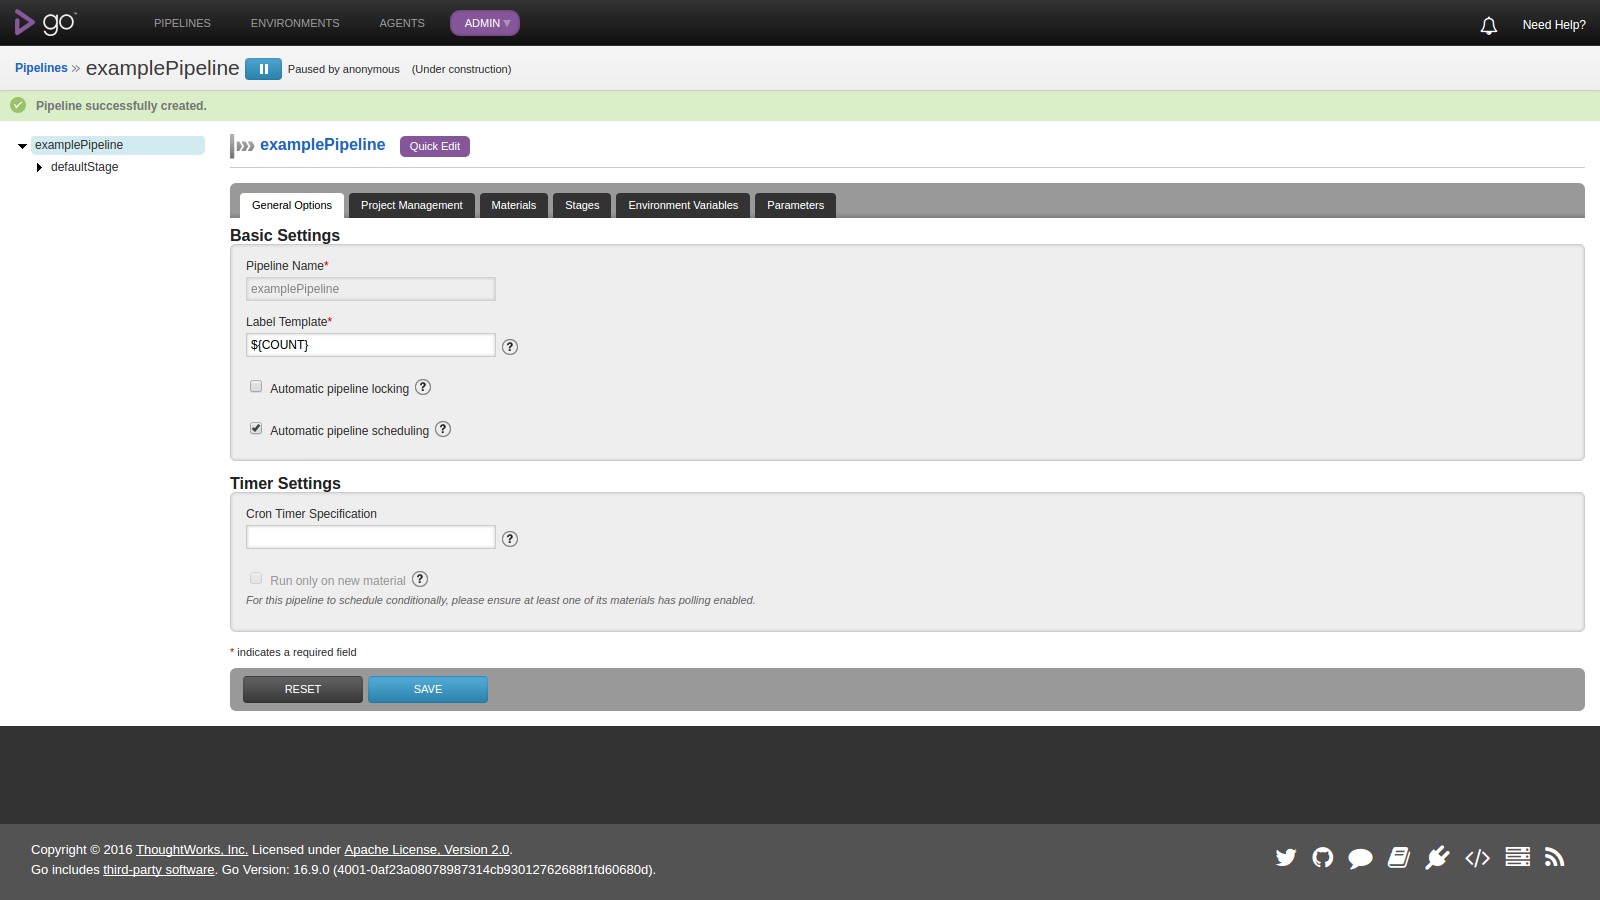 go™
PIPELINES ENVIRONMENTS AGENTS ADMIN
Need Help?
Pipelines » examplePipeline Paused by anonymous (Under construction)
Pipeline successfully created.
examplePipeline
defaultStage
examplePipeline Quick Edit
General Options Project Management Materials Stages Environment Variables Parameters
Basic Settings
Pipeline Name*
examplePipeline
Label Template*
${COUNT} ?
Automatic pipeline locking ?
Automatic pipeline scheduling ?
Timer Settings
Cron Timer Specification
?
Run only on new material ?
For this pipeline to schedule conditionally, please ensure at least one of its materials has polling enabled.
* indicates a required field
RESET SAVE
Copyright © 2016 ThoughtWorks, Inc. Licensed under Apache License, Version 2.0.
Go includes third-party software. Go Version: 16.9.0 (4001-0af23a08078987314cb93012762688f1fd60680d).